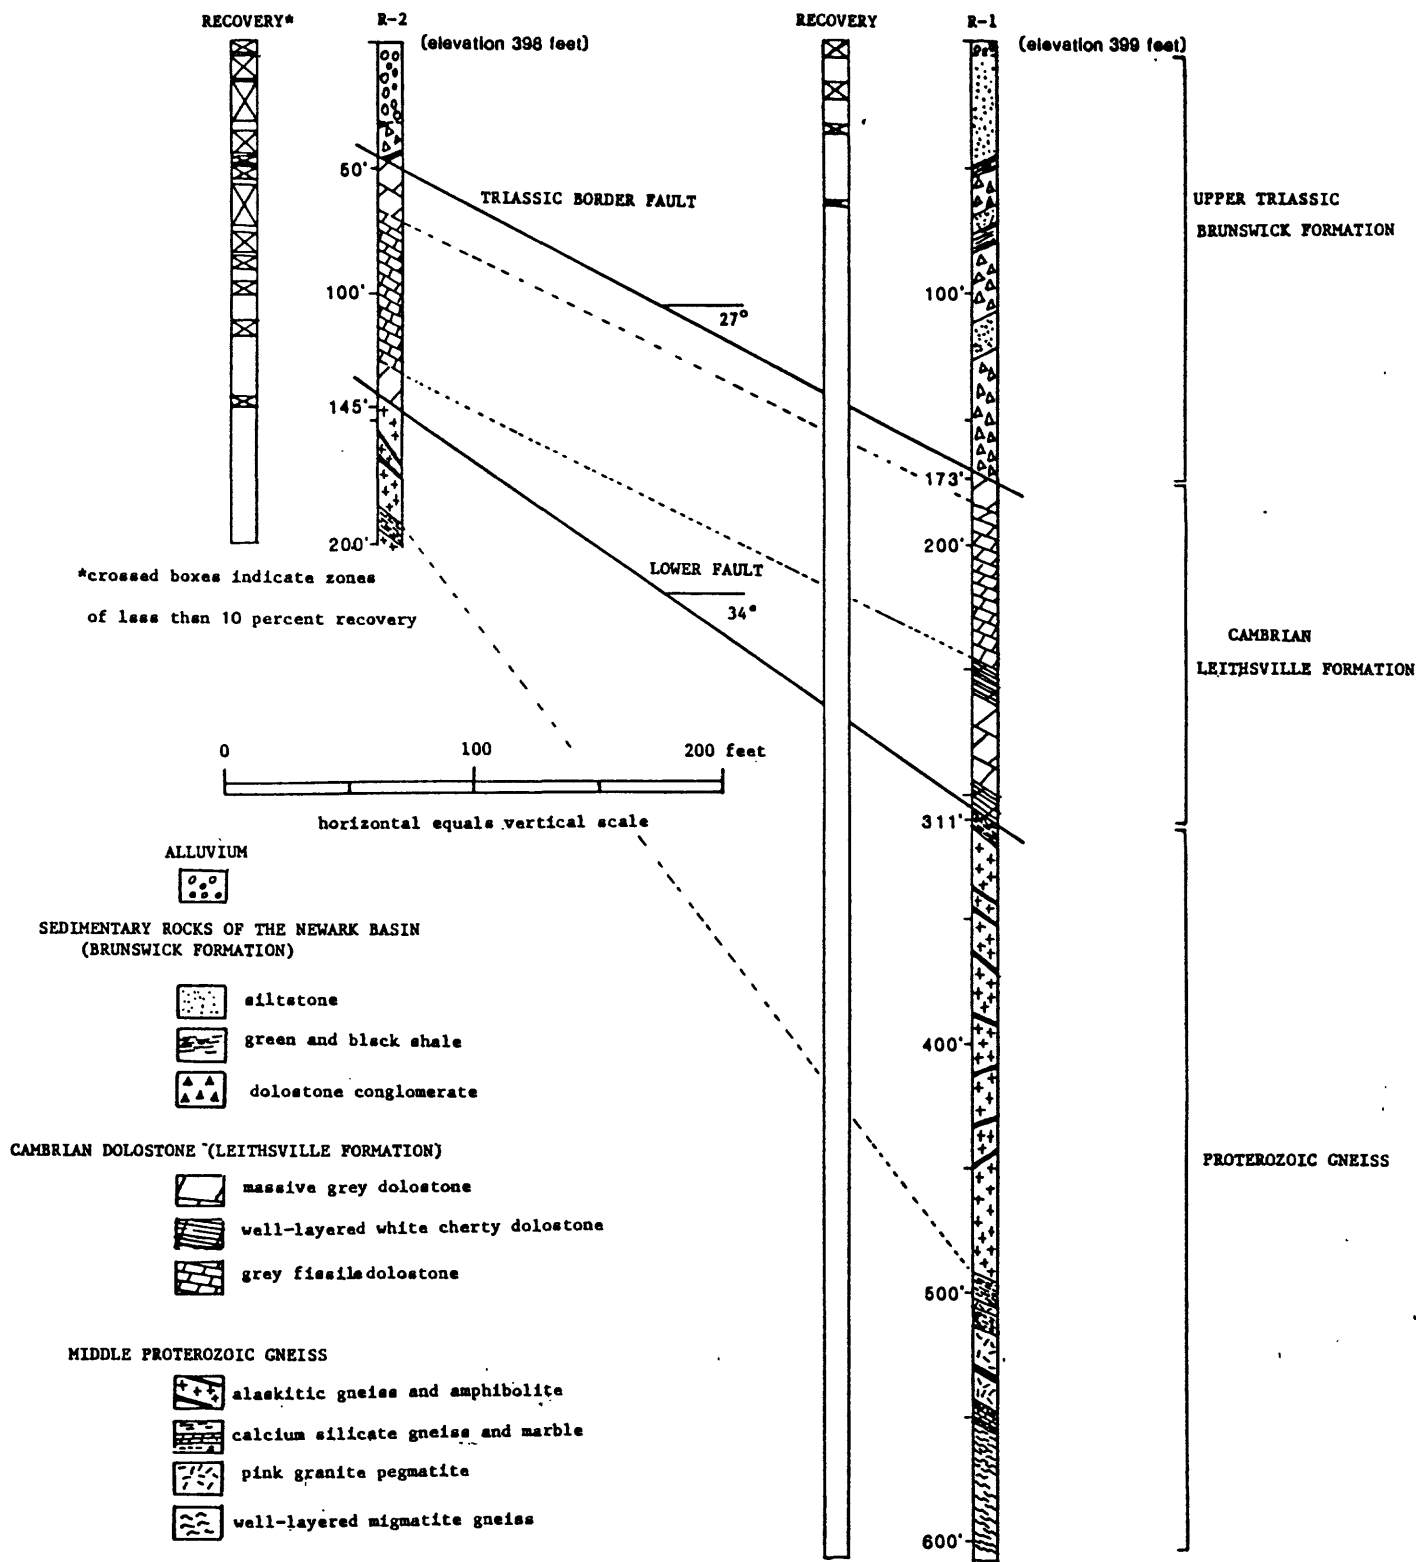 RECOVERY*
R-2
(elevation 398 feet)
RECOVERY
R-1
(elevation 399 feet)
50'
TRIASSIC BORDER FAULT
UPPER TRIASSIC
BRUNSWICK FORMATION
100'
27°
100'
145'
173'
200'
200'
*crossed boxes indicate zones
of less than 10 percent recovery
LOWER FAULT
34°
CAMBRIAN
LEITHSVILLE FORMATION
0 100 200 feet
horizontal equals vertical scale
311'
ALLUVIUM
SEDIMENTARY ROCKS OF THE NEWARK BASIN
(BRUNSWICK FORMATION)
siltstone
green and black shale
dolostone conglomerate
400'
CAMBRIAN DOLOSTONE (LEITHSVILLE FORMATION)
massive grey dolostone
well-layered white cherty dolostone
grey fissile dolostone
PROTEROZOIC GNEISS
500'
MIDDLE PROTEROZOIC GNEISS
alaskitic gneiss and amphibolite
calcium silicate gneiss and marble
pink granite pegmatite
well-layered migmatite gneiss
600'